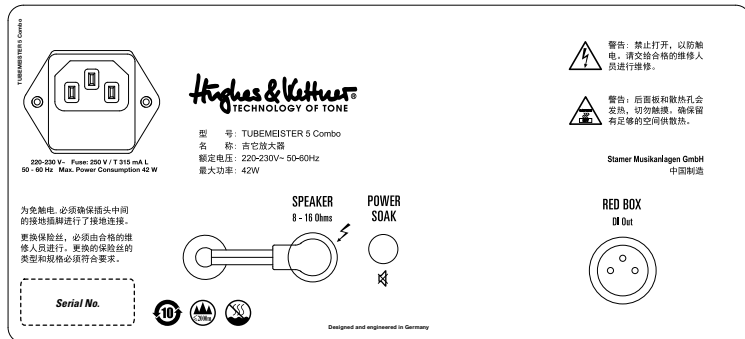 TUBEMEISTER 5 Combo
220-230 V~ Fuse: 250 V / T 315 mA L
50 - 60 Hz Max. Power Consumption 42 W
Hughes & Kettner®
TECHNOLOGY OF TONE
型 号: TUBEMEISTER 5 Combo
名 称: 吉它放大器
额定电压: 220-230V~ 50-60Hz
最大功率: 42W
警告: 禁止打开，以防触
电。请交给合格的维修人
员进行维修。
警告: 后面板和散热孔会
发热，切勿触摸。确保留
有足够的空间供散热。
Stamer Musikanlagen GmbH
中国制造
为免触电, 必须确保插头中间
的接地插脚进行了接地连接。
更换保险丝，必须由合格的维
修人员进行。更换的保险丝的
类型和规格必须符合要求。
Serial No.
SPEAKER
8 - 16 Ohms
POWER
SOAK
RED BOX
DI Out
10
≤2000m
Designed and engineered in Germany